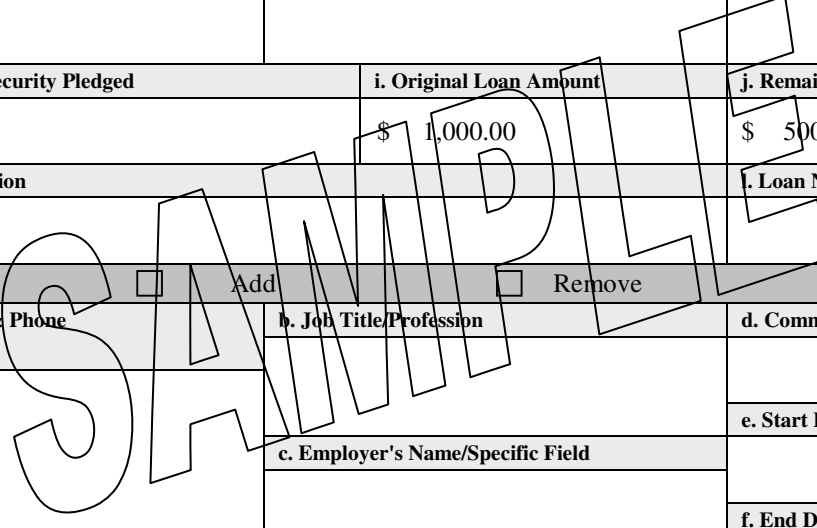 ecurity Pledged i. Original Loan Amount j. Remai
$ 1,000.00 $ 500
ion l. Loan N
Add Remove
Phone b. Job Title/Profession d. Comm
e. Start
c. Employer's Name/Specific Field
f. End D
SAMPLE